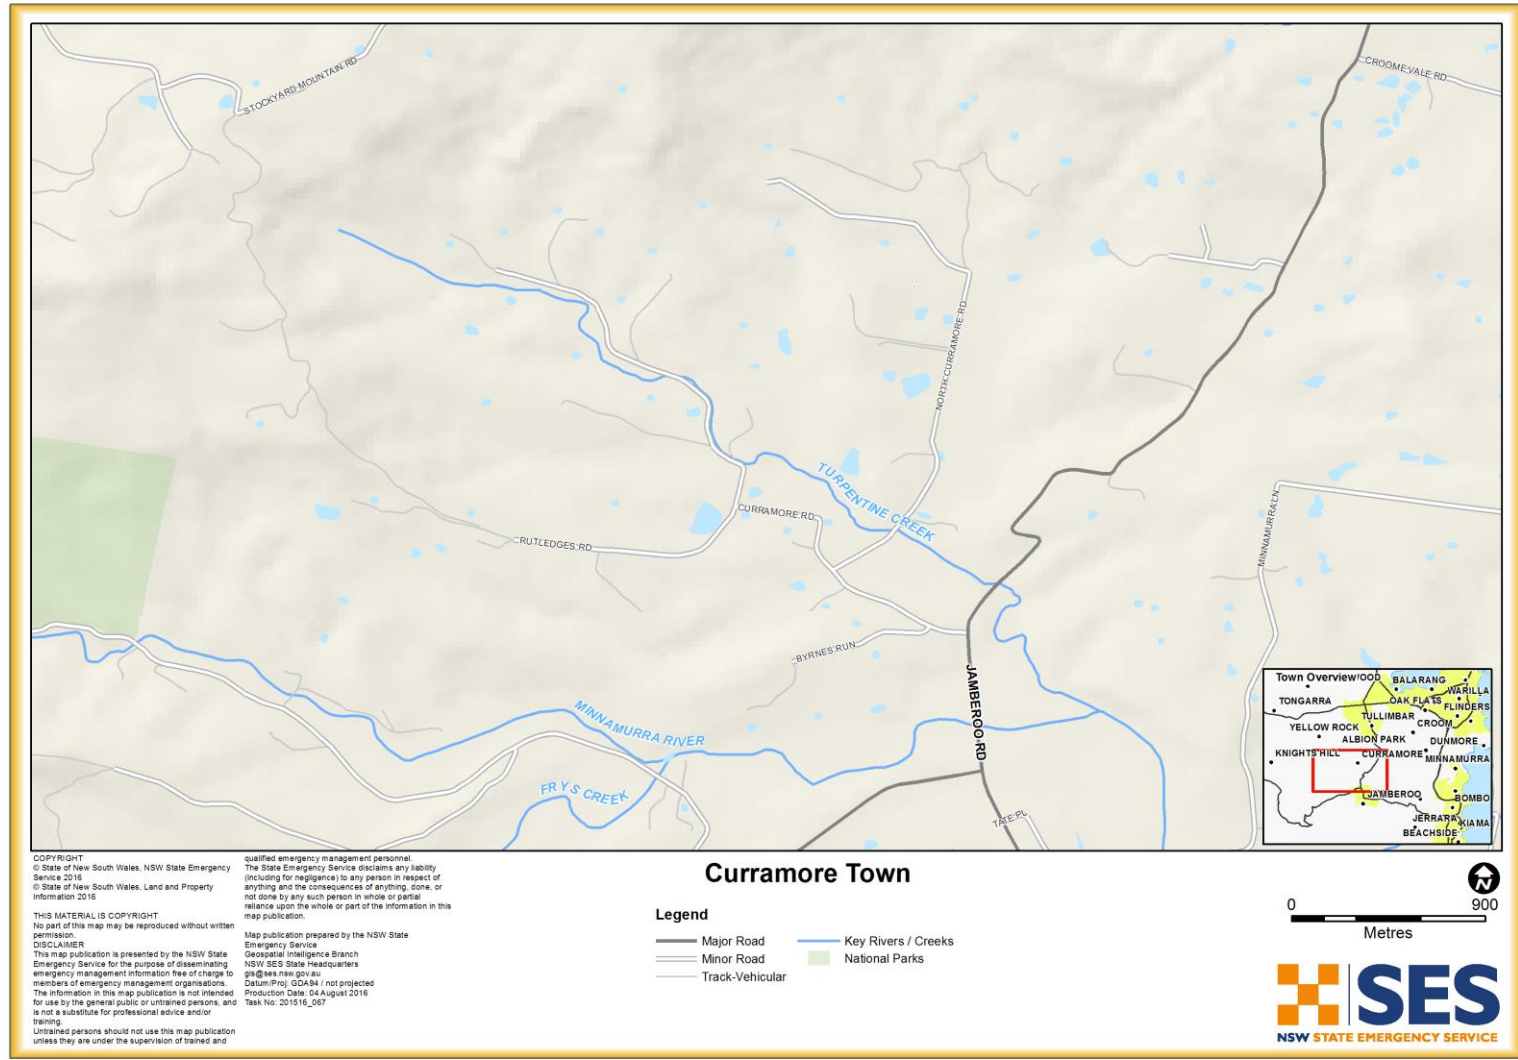 STOCKYARD MOUNTAIN RD
CROOME VALE RD
NORTH CURRAMORE RD
TURPENTINE CREEK
CURRAMORE RD
RUTLEDGES RD
MINNAMURRA LN
BYRNES RUN
JAMBEROO RD
MINNAMURRA RIVER
FRYS CREEK
TATE PL
Town Overview
OOD
BALARANG
WARILLA
TONGARRA
OAK FLATS
FLINDERS
TULLIMBAR
CROOM
YELLOW ROCK
ALBION PARK
DUNMORE
KNIGHTS HILL
CURRAMORE
MINNAMURRA
JAMBEROO
BOMBO
JERRARA
KIAMA
BEACHSIDE
COPYRIGHT
© State of New South Wales, NSW State Emergency
Service 2016
© State of New South Wales, Land and Property
Information 2016
THIS MATERIAL IS COPYRIGHT
No part of this map may be reproduced without written
permission.
DISCLAIMER
This map publication is presented by the NSW State
Emergency Service for the purpose of disseminating
emergency management information free of charge to
members of emergency management organisations.
The information in this map publication is not intended
for use by the general public or untrained persons, and
is not a substitute for professional advice and/or
training.
Untrained persons should not use this map publication
unless they are under the supervision of trained and
qualified emergency management personnel.
The State Emergency Service disclaims any liability
(including for negligence) to any person in respect of
anything and the consequences of anything, done, or
not done by any such person in whole or partial
reliance upon the whole or part of the information in this
map publication.
Map publication prepared by the NSW State
Emergency Service
Geospatial Intelligence Branch
NSW SES State Headquarters
gis@ses.nsw.gov.au
Datum/Proj: GDA94 / not projected
Production Date: 04 August 2016
Task No: 201516_067
Curramore Town
Legend
Major Road
Minor Road
Track-Vehicular
Key Rivers / Creeks
National Parks
N
0 900
Metres
SES
NSW STATE EMERGENCY SERVICE